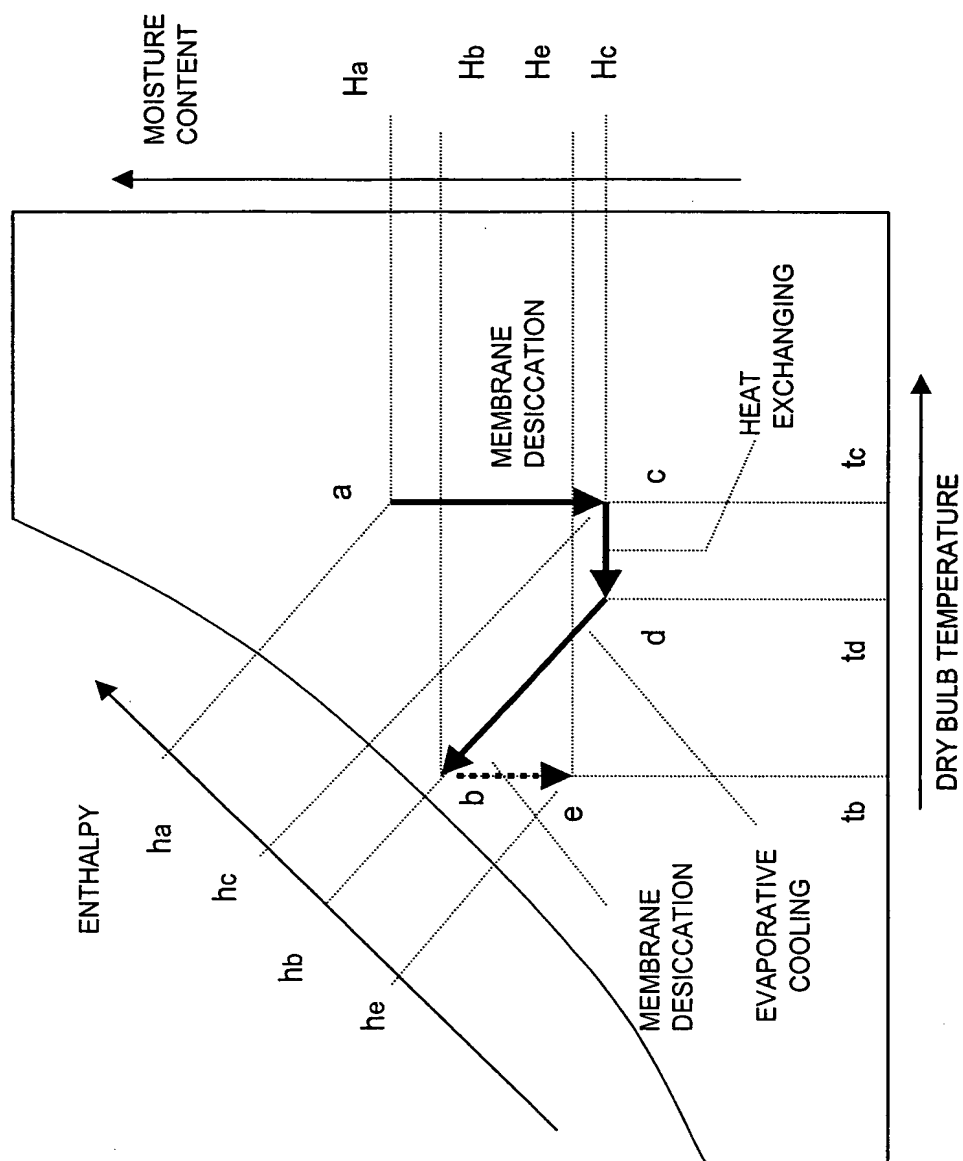 MOISTURE
CONTENT
Ha
Hb
He
Hc
ENTHALPY
ha
hc
hb
he
a
MEMBRANE
DESICCATION
c
HEAT
EXCHANGING
d
b
e
MEMBRANE
DESICCATION
EVAPORATIVE
COOLING
tb
td
tc
DRY BULB TEMPERATURE